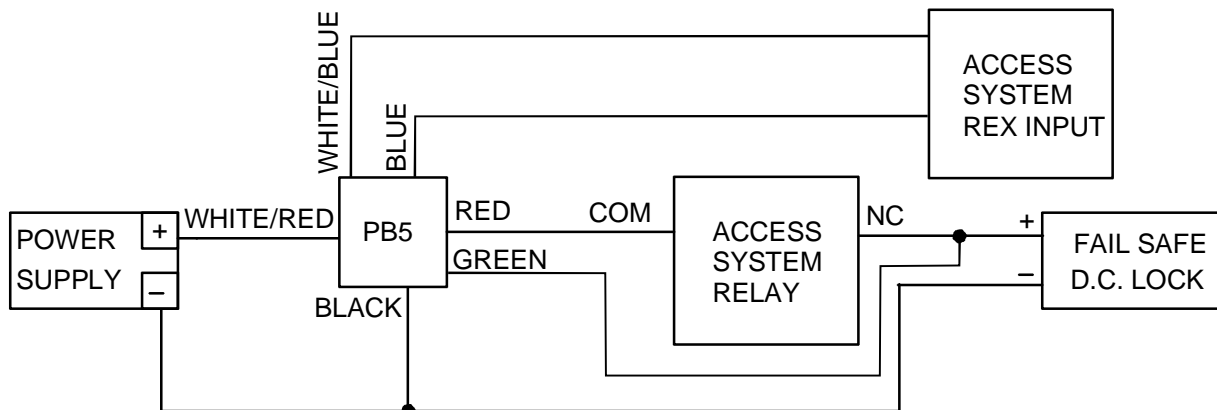 WHITE/BLUE
BLUE
ACCESS
SYSTEM
REX INPUT
POWER
SUPPLY
+
–
WHITE/RED
PB5
RED
GREEN
BLACK
COM
ACCESS
SYSTEM
RELAY
NC
+
–
FAIL SAFE
D.C. LOCK